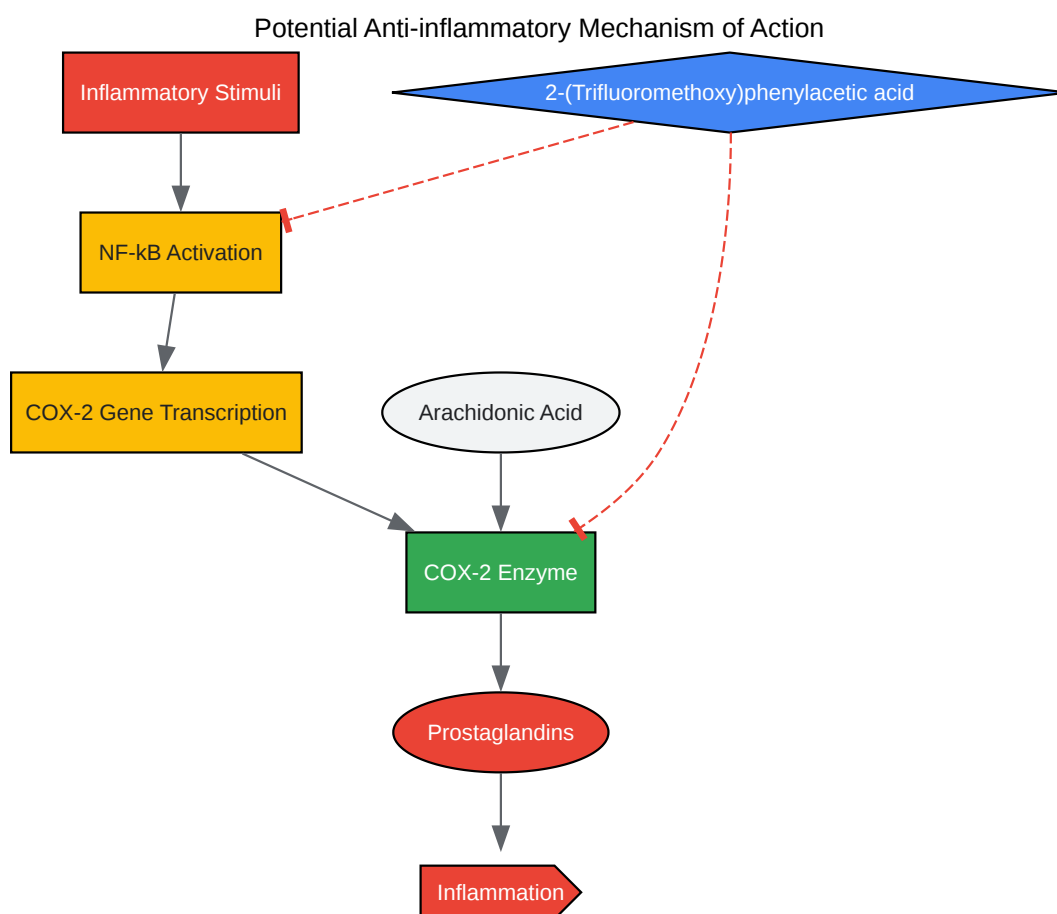 Potential Anti-inflammatory Mechanism of Action
Inflammatory Stimuli
2-(Trifluoromethoxy)phenylacetic acid
NF-kB Activation
COX-2 Gene Transcription
Arachidonic Acid
COX-2 Enzyme
Prostaglandins
Inflammation